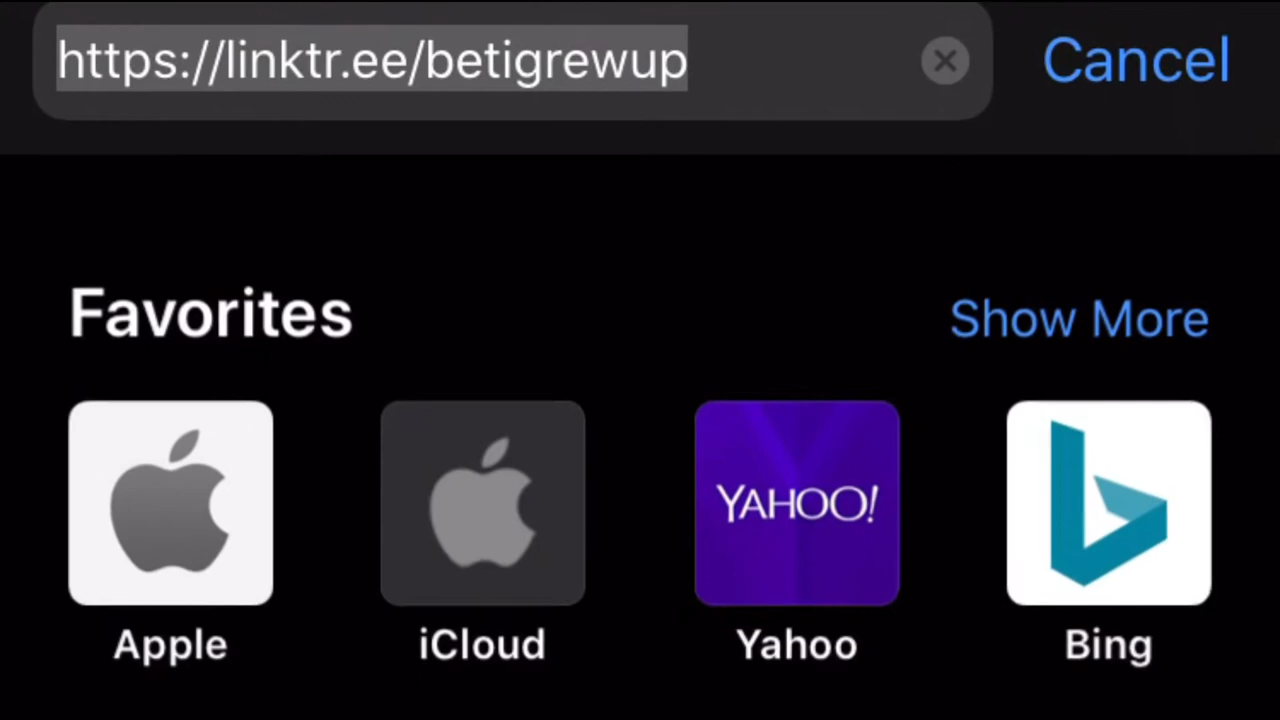 https://linktr.ee/betigrewup
Cancel
Favorites
Show More
YAHOO!
Apple
iCloud
Yahoo
Bing